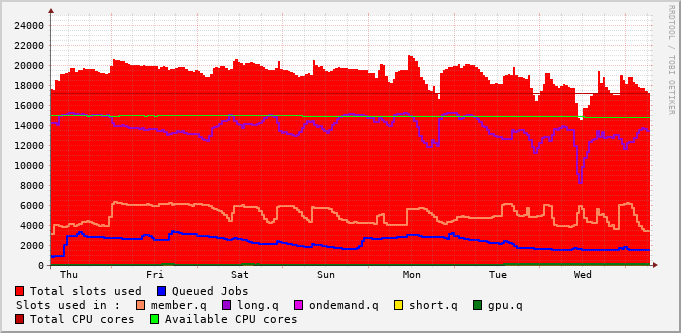 RRDTOOL / TOBI OETIKER
24000
22000
20000
18000
16000
14000
12000
10000
8000
6000
4000
2000
0
Thu Fri Sat Sun Mon Tue Wed
Total slots used Queued Jobs
Slots used in : member.q long.q ondemand.q short.q gpu.q
Total CPU cores Available CPU cores